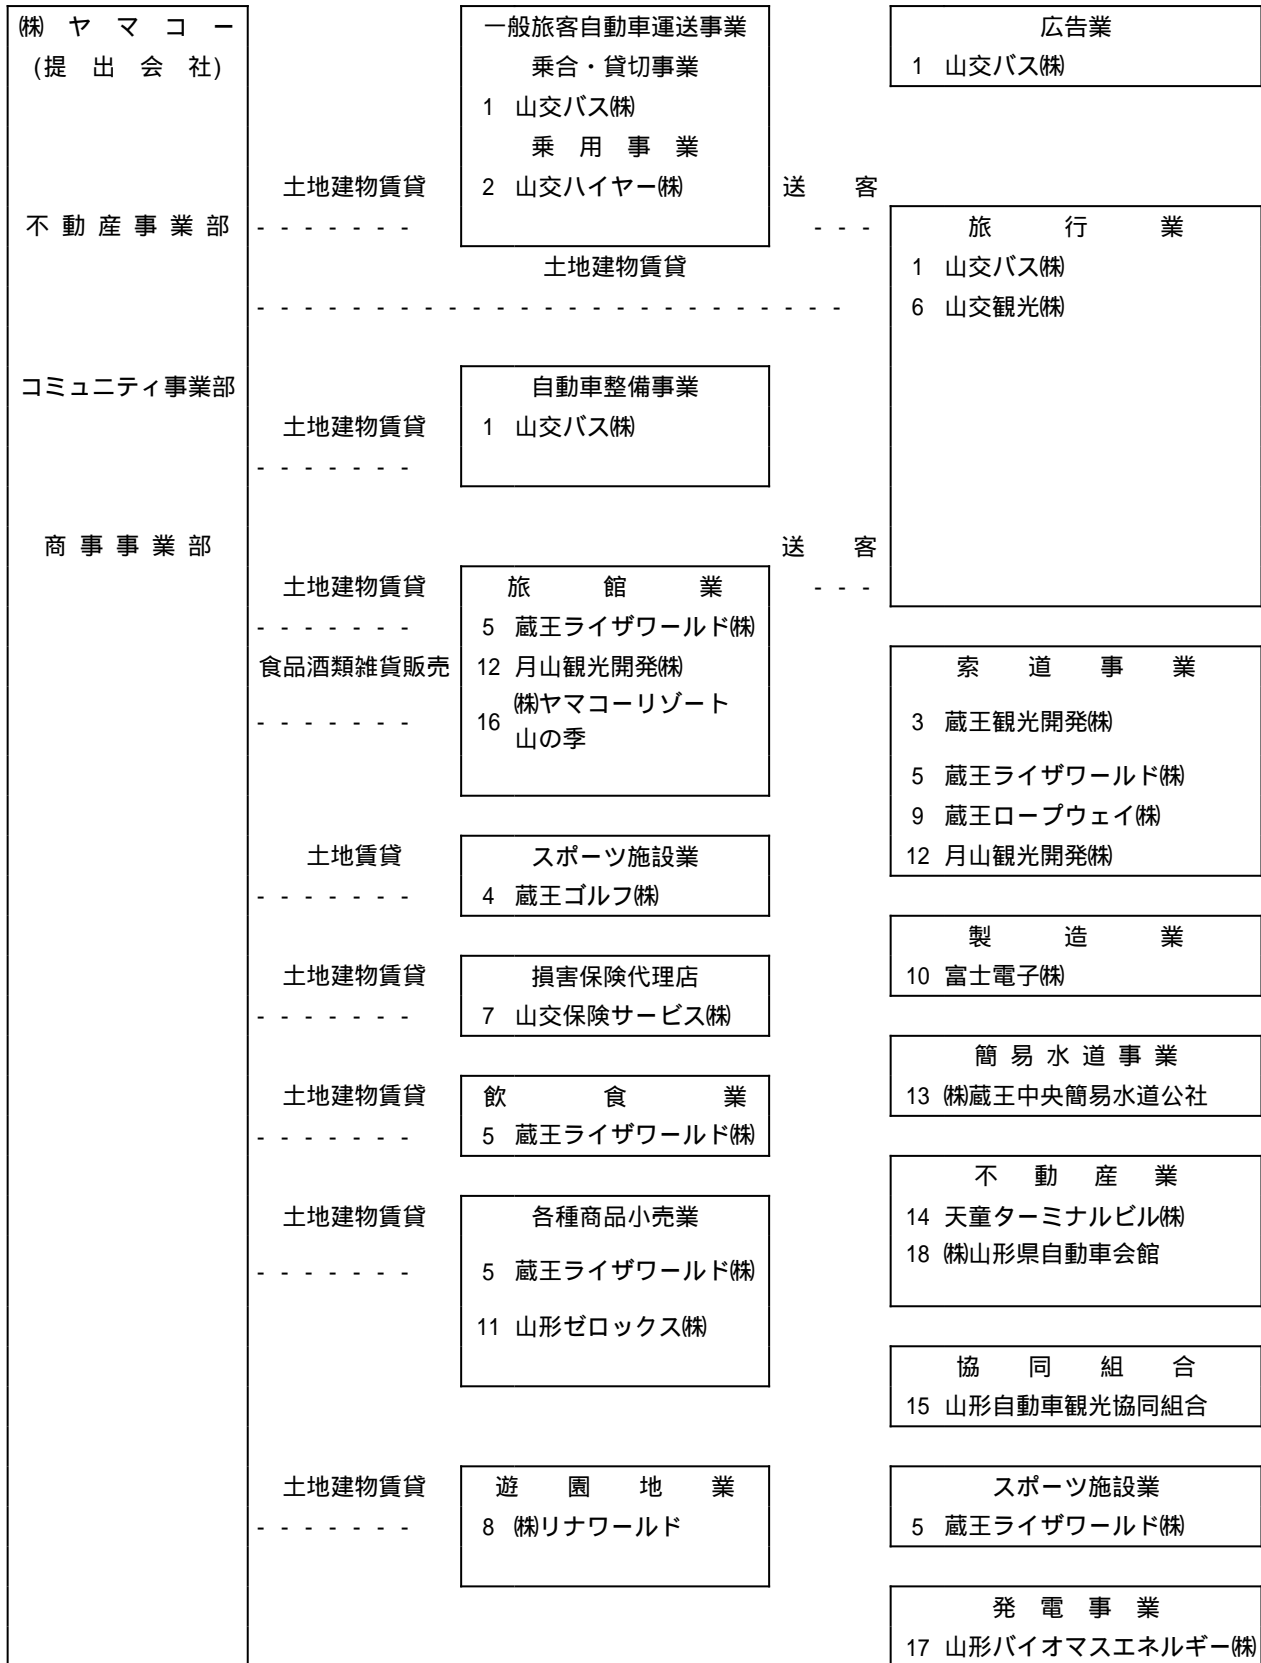 ㈱ヤマコー
(提出会社)
不動産事業部
コミュニティ事業部
商事事業部
土地建物賃貸
- - - - - - -
土地建物賃貸
- - - - - - - - - - - - - - - - - - - - - - - - -
土地建物賃貸
- - - - - - -
土地建物賃貸
- - - - - - -
食品酒類雑貨販売
- - - - - - -
土地賃貸
- - - - - - -
土地建物賃貸
- - - - - - -
土地建物賃貸
- - - - - - -
土地建物賃貸
- - - - - - -
土地建物賃貸
- - - - - - -
一般旅客自動車運送事業
乗合・貸切事業
1 山交バス㈱
乗用事業
2 山交ハイヤー㈱
自動車整備事業
1 山交バス㈱
旅館業
5 蔵王ライザワールド㈱
12 月山観光開発㈱
16 ㈱ヤマコーリゾート
山の季
スポーツ施設業
4 蔵王ゴルフ㈱
損害保険代理店
7 山交保険サービス㈱
飲食業
5 蔵王ライザワールド㈱
各種商品小売業
5 蔵王ライザワールド㈱
11 山形ゼロックス㈱
遊園地業
8 ㈱リナワールド
送客
- - -
送客
- - -
広告業
1 山交バス㈱
旅行業
1 山交バス㈱
6 山交観光㈱
索道事業
3 蔵王観光開発㈱
5 蔵王ライザワールド㈱
9 蔵王ロープウェイ㈱
12 月山観光開発㈱
製造業
10 富士電子㈱
簡易水道事業
13 ㈱蔵王中央簡易水道公社
不動産業
14 天童ターミナルビル㈱
18 ㈱山形県自動車会館
協同組合
15 山形自動車観光協同組合
スポーツ施設業
5 蔵王ライザワールド㈱
発電事業
17 山形バイオマスエネルギー㈱